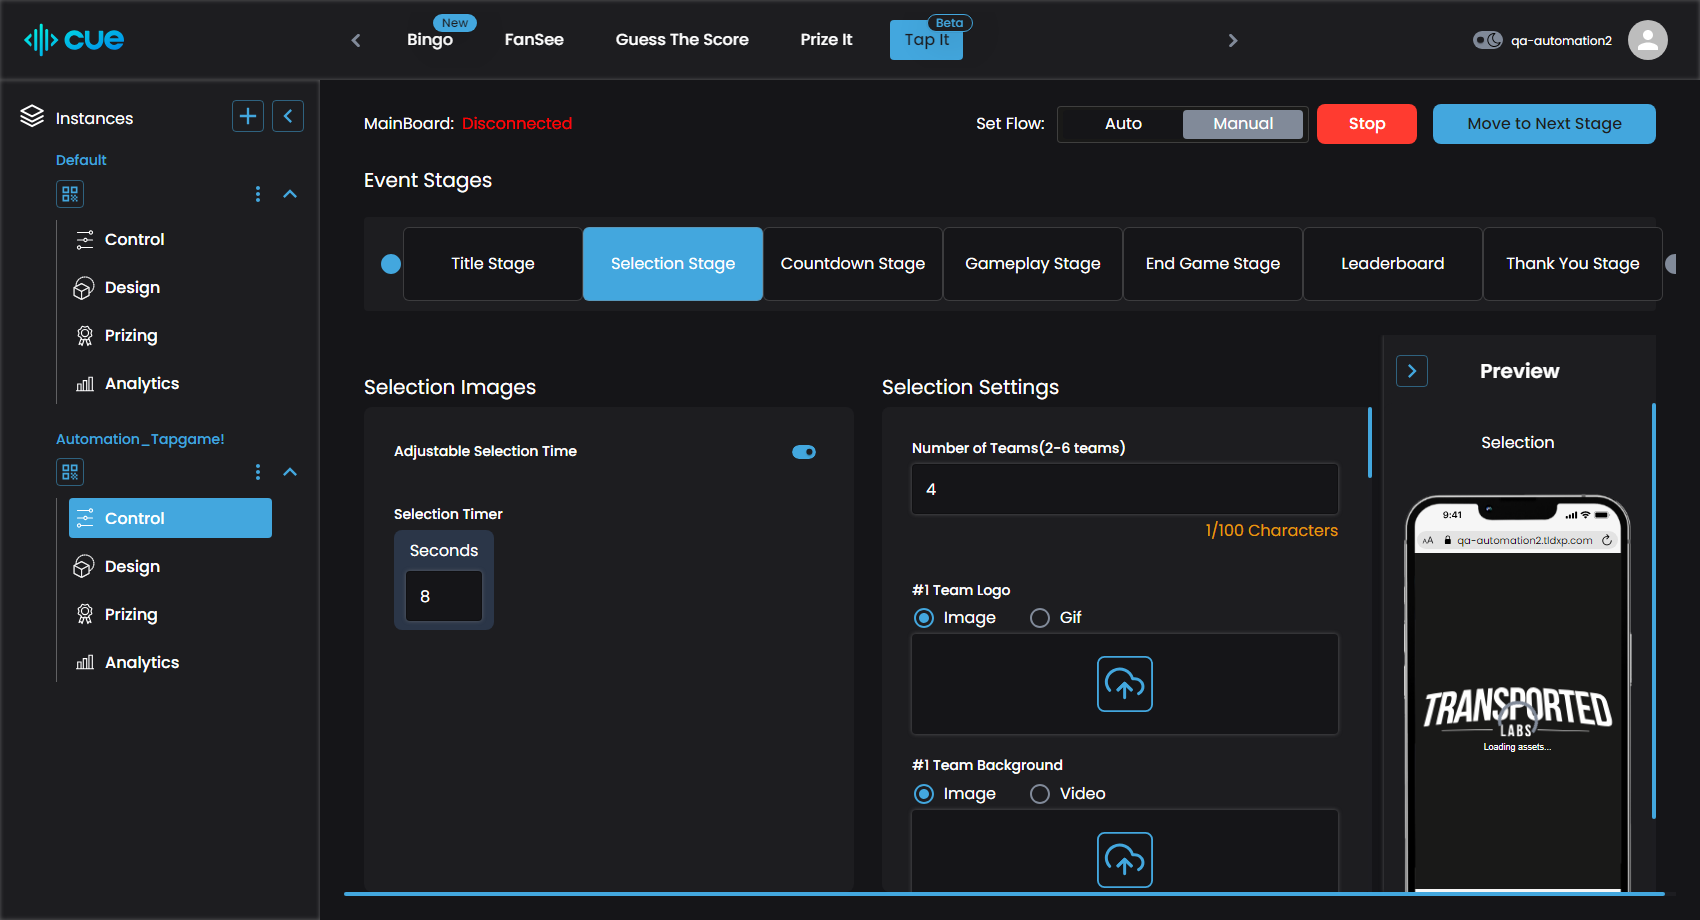 cue
New
Bingo
FanSee
Guess The Score
Prize It
Beta
Tap It
qa-automation2
Instances
Default
Control
Design
Prizing
Analytics
Automation_Tapgame!
Control
Design
Prizing
Analytics
MainBoard: Disconnected
Set Flow:
Auto
Manual
Stop
Move to Next Stage
Event Stages
Title Stage
Selection Stage
Countdown Stage
Gameplay Stage
End Game Stage
Leaderboard
Thank You Stage
Selection Images
Adjustable Selection Time
Selection Timer
Seconds
8
Selection Settings
Number of Teams(2-6 teams)
4
1/100 Characters
#1 Team Logo
Image
Gif
#1 Team Background
Image
Video
Preview
Selection
9:41
AA qa-automation2.tldxp.com
TRANSPORTED
LABS
Loading assets...